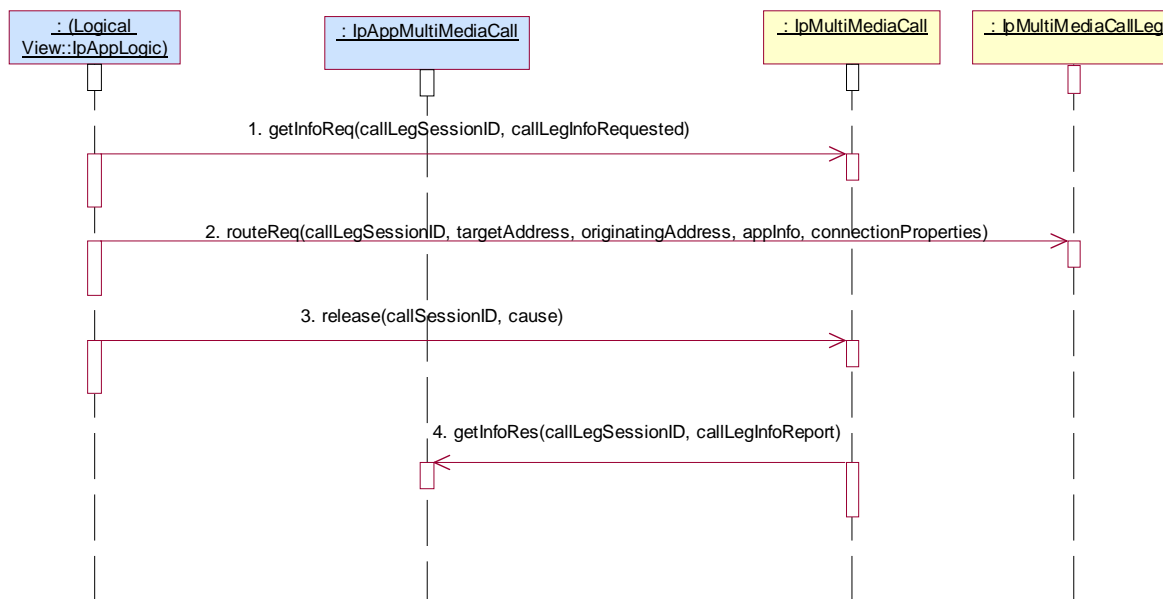 : (Logical
View::IpAppLogic)
: IpAppMultiMediaCall
: IpMultiMediaCall
: IpMultiMediaCallLeg
1. getInfoReq(callLegSessionID, callLegInfoRequested)
2. routeReq(callLegSessionID, targetAddress, originatingAddress, appInfo, connectionProperties)
3. release(callSessionID, cause)
4. getInfoRes(callLegSessionID, callLegInfoReport)